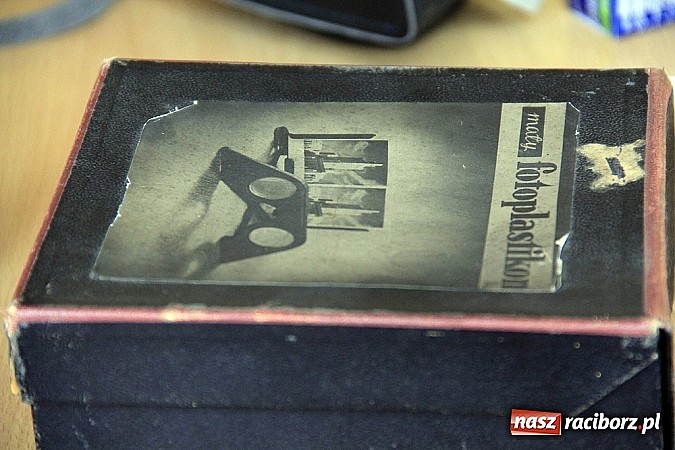 mały
fotoplastikon
nasz raciborz.pl